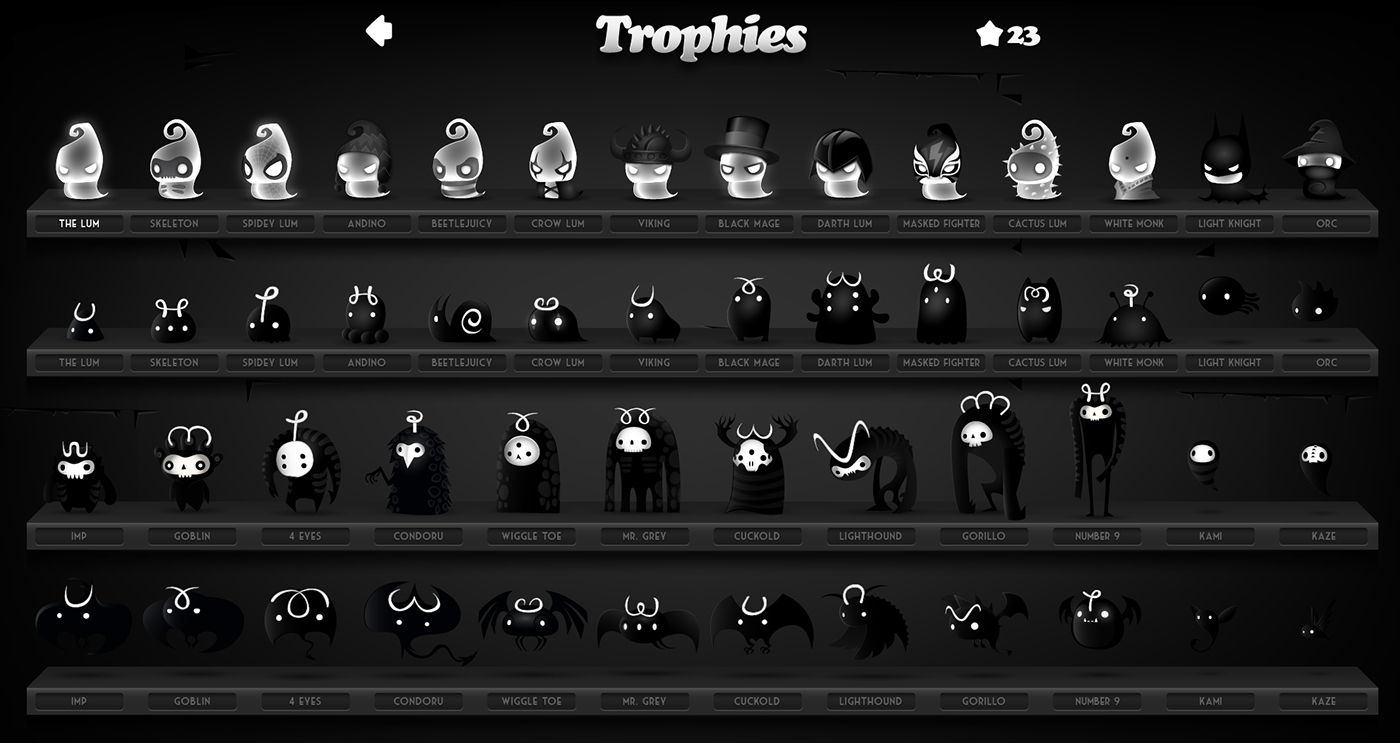 Trophies
23
THE LUM SKELETON SPIDEY LUM ANDINO BEETLEJUICY CROW LUM VIKING BLACK MAGE DARTH LUM MASKED FIGHTER CACTUS LUM WHITE MONK LIGHT KNIGHT ORC
THE LUM SKELETON SPIDEY LUM ANDINO BEETLEJUICY CROW LUM VIKING BLACK MAGE DARTH LUM MASKED FIGHTER CACTUS LUM WHITE MONK LIGHT KNIGHT ORC
IMP GOBLIN 4 EYES CONDORU WIGGLE TOE MR. GREY CUCKOLD LIGHTHOUND GORILLO NUMBER 9 KAMI KAZE
IMP GOBLIN 4 EYES CONDORU WIGGLE TOE MR. GREY CUCKOLD LIGHTHOUND GORILLO NUMBER 9 KAMI KAZE